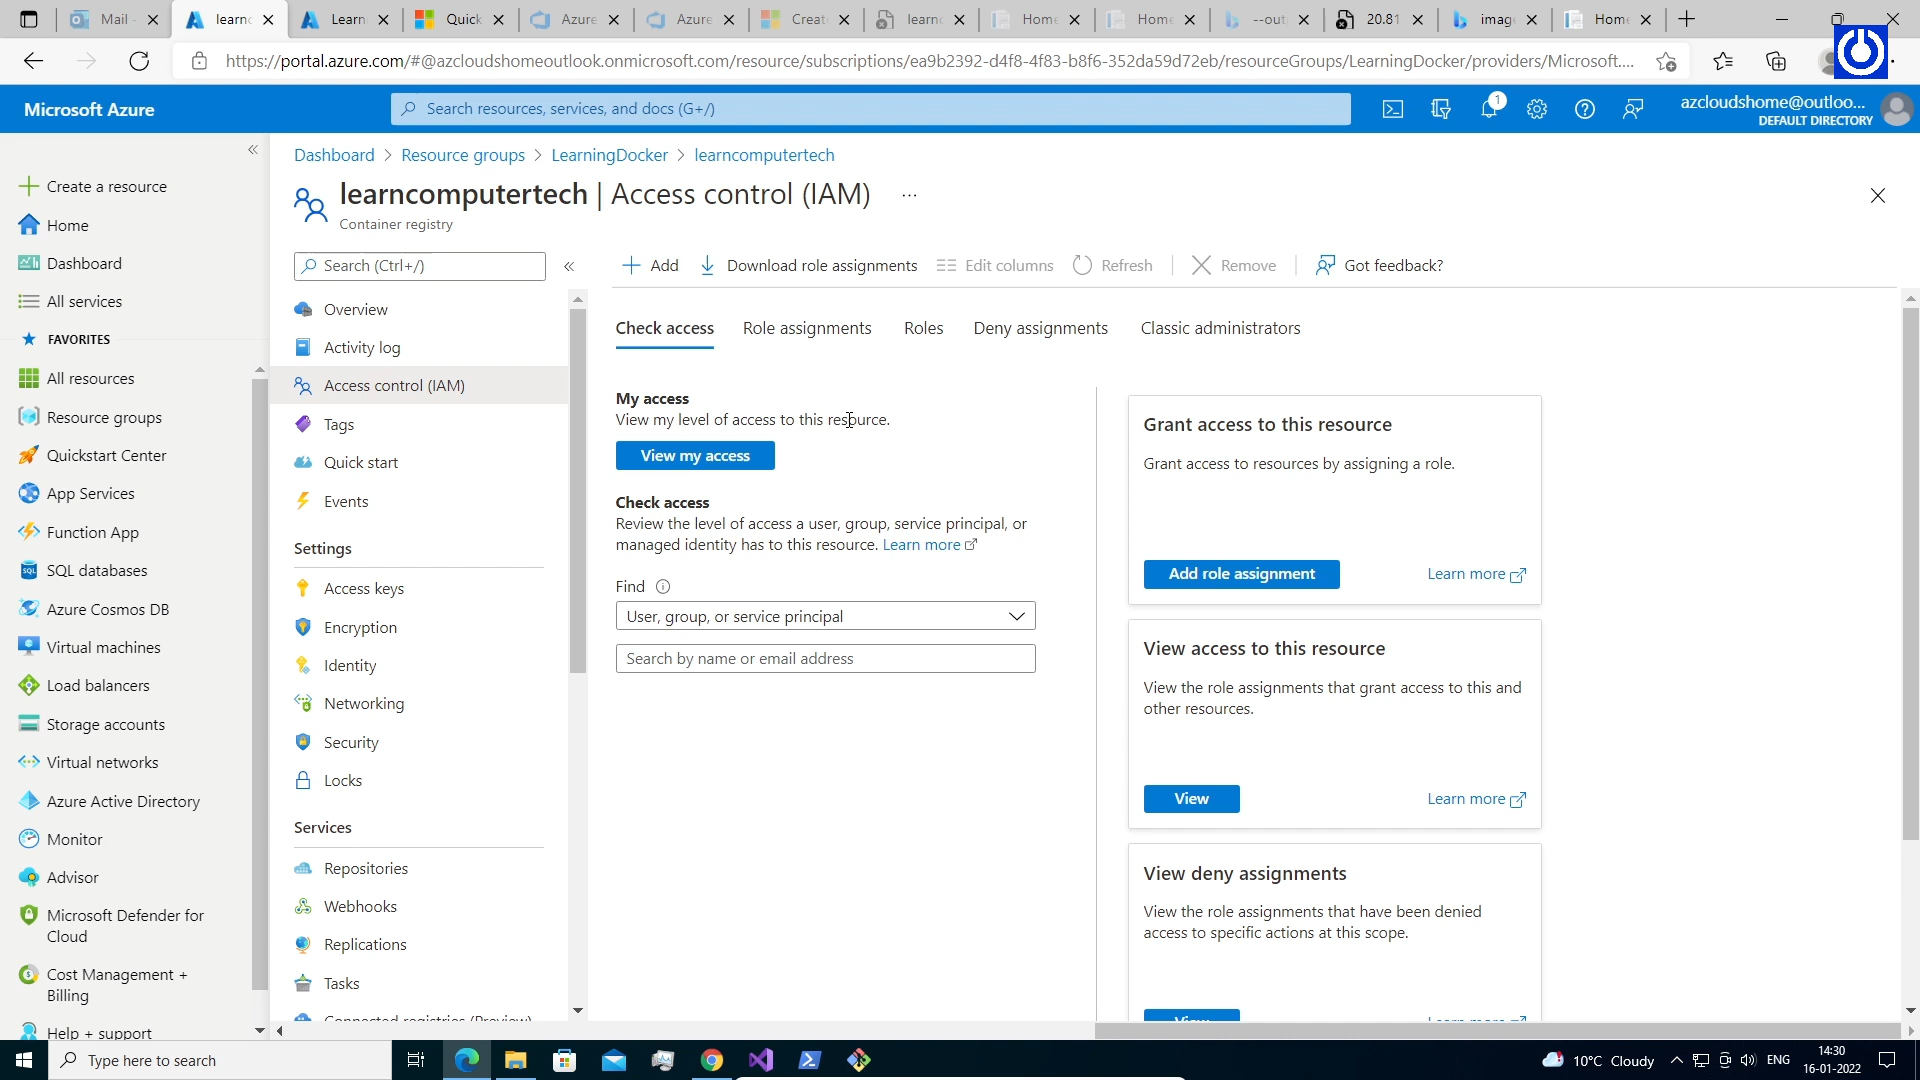 Mail -
learnc
Learn
Quick
Azure
Azure
Create
learnc
Home
Home
--out
20.81
imag
Home
https://portal.azure.com/#@azcloudshomeoutlook.onmicrosoft.com/resource/subscriptions/ea9b2392-d4f8-4f83-b8f6-352da59d72eb/resourceGroups/LearningDocker/providers/Microsoft....
Microsoft Azure
Search resources, services, and docs (G+/)
1
azcloudshome@outloo...
DEFAULT DIRECTORY
Create a resource
Home
Dashboard
All services
FAVORITES
All resources
Resource groups
Quickstart Center
App Services
Function App
SQL databases
Azure Cosmos DB
Virtual machines
Load balancers
Storage accounts
Virtual networks
Azure Active Directory
Monitor
Advisor
Microsoft Defender for
Cloud
Cost Management +
Billing
Help + support
Dashboard > Resource groups > LearningDocker > learncomputertech
learncomputertech | Access control (IAM) ...
Container registry
Search (Ctrl+/)
Overview
Activity log
Access control (IAM)
Tags
Quick start
Events
Settings
Access keys
Encryption
Identity
Networking
Security
Locks
Services
Repositories
Webhooks
Replications
Tasks
Connected registries (Preview)
Add
Download role assignments
Edit columns
Refresh
Remove
Got feedback?
Check access
Role assignments
Roles
Deny assignments
Classic administrators
My access
View my level of access to this resource.
View my access
Check access
Review the level of access a user, group, service principal, or
managed identity has to this resource. Learn more
Find
User, group, or service principal
Search by name or email address
Grant access to this resource
Grant access to resources by assigning a role.
Add role assignment
Learn more
View access to this resource
View the role assignments that grant access to this and
other resources.
View
Learn more
View deny assignments
View the role assignments that have been denied
access to specific actions at this scope.
View
Learn more
Type here to search
10°C Cloudy
ENG
14:30
16-01-2022